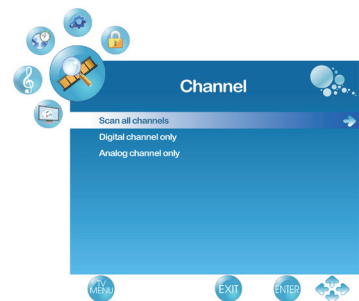 Channel
Scan all channels
Digital channel only
Analog channel only
TV
MENU
EXIT
ENTER